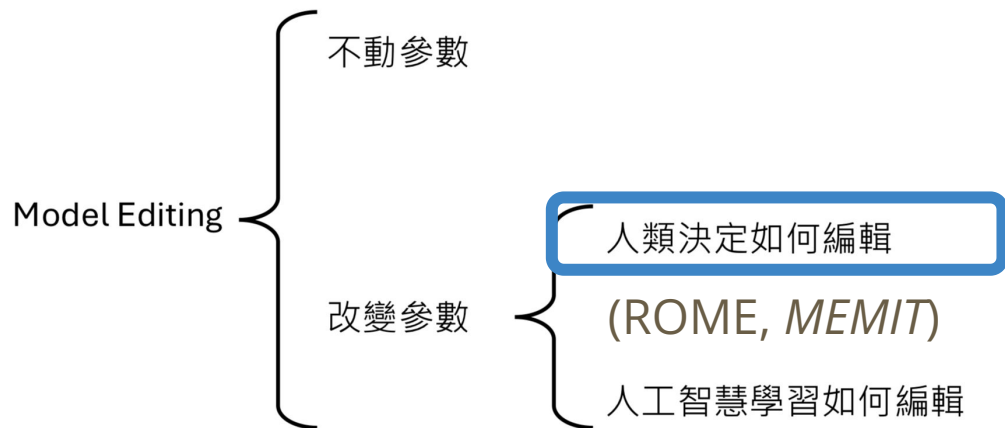 不動參數
Model Editing
人類決定如何編輯
改變參數
(ROME, MEMIT)
人工智慧學習如何編輯